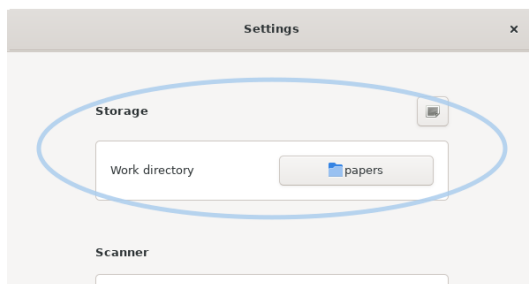 Settings
Storage
Work directory papers
Scanner